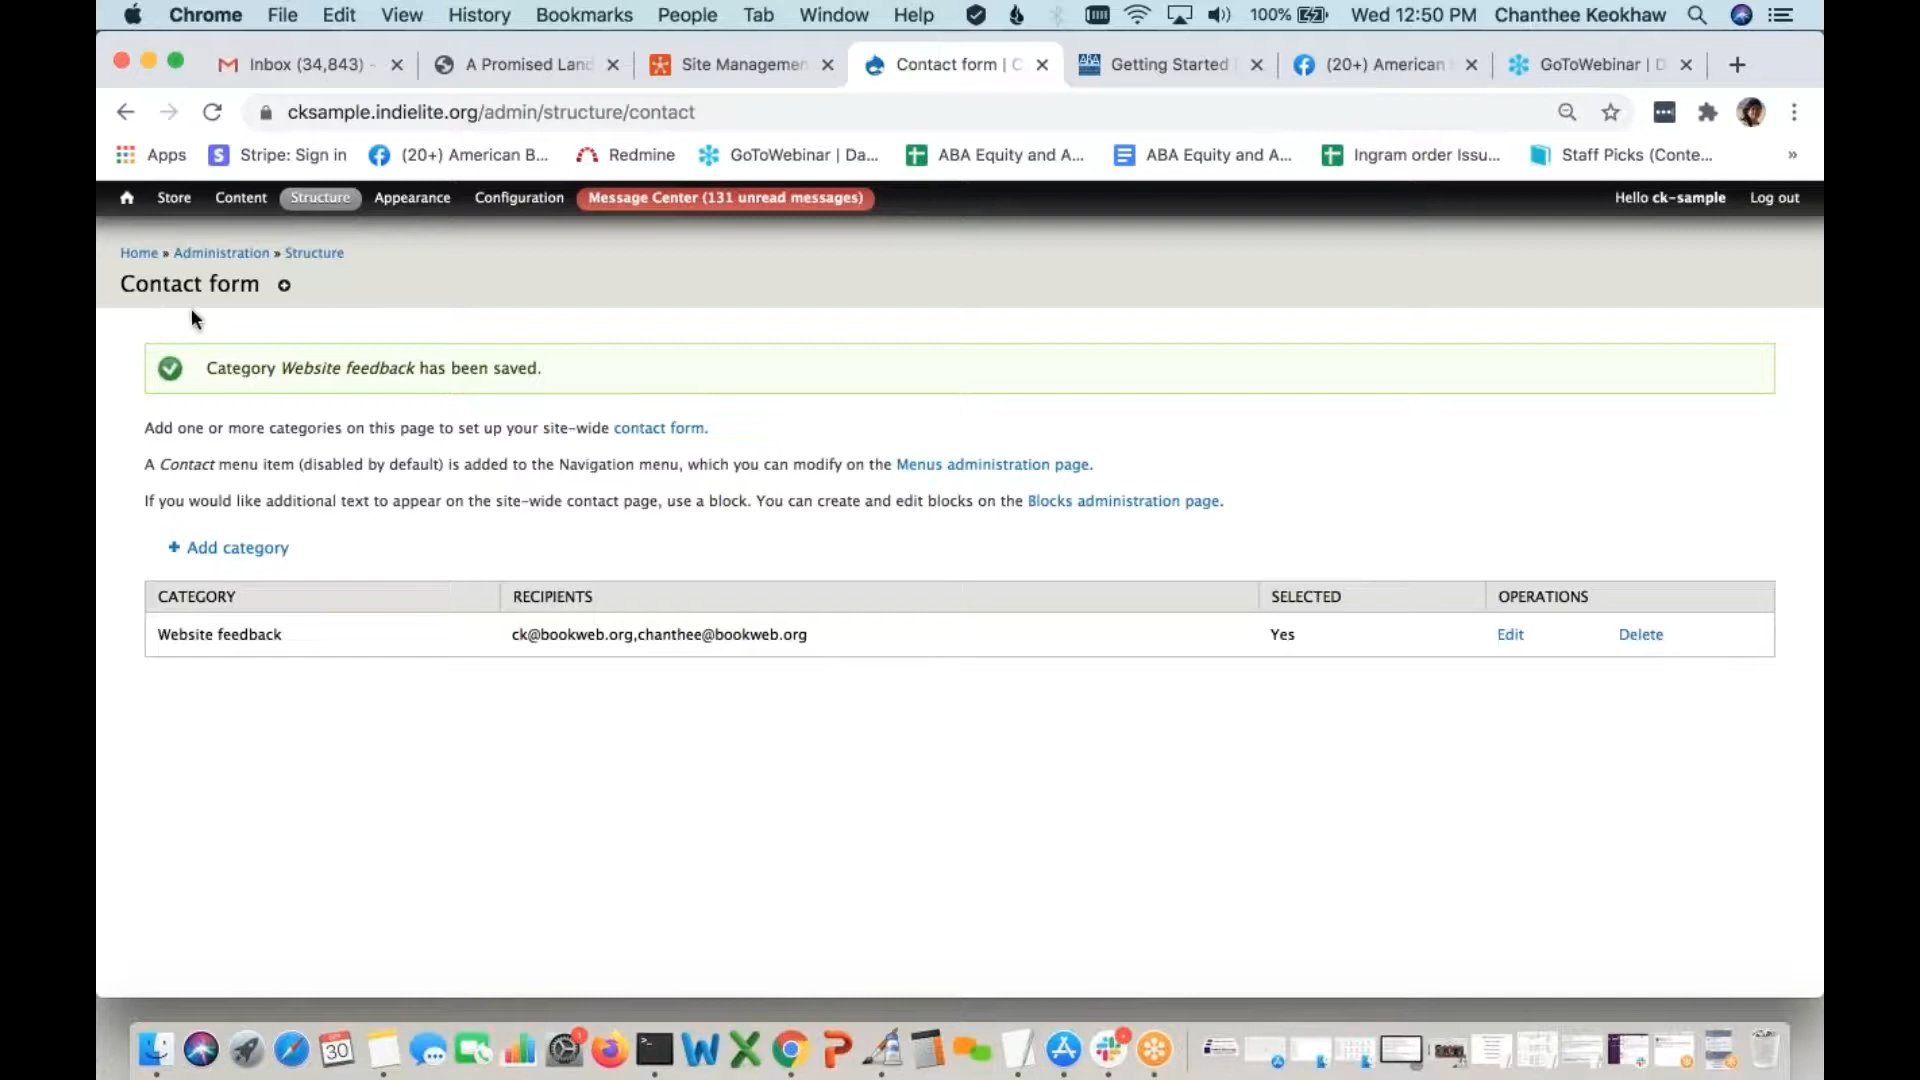 Chrome File Edit View History Bookmarks People Tab Window Help 100% Wed 12:50 PM Chanthee Keokhaw
Inbox (34,843) - A Promised Land Site Managemen Contact form | C Getting Started (20+) American GoToWebinar | D
cksample.indielite.org/admin/structure/contact
Apps Stripe: Sign in (20+) American B... Redmine GoToWebinar | Da... ABA Equity and A... ABA Equity and A... Ingram order Issu... Staff Picks (Conte... »
Store Content Structure Appearance Configuration Message Center (131 unread messages) Hello ck-sample Log out
Home » Administration » Structure
Contact form
Category Website feedback has been saved.
Add one or more categories on this page to set up your site-wide contact form.
A Contact menu item (disabled by default) is added to the Navigation menu, which you can modify on the Menus administration page.
If you would like additional text to appear on the site-wide contact page, use a block. You can create and edit blocks on the Blocks administration page.
+ Add category
CATEGORY RECIPIENTS SELECTED OPERATIONS
Website feedback ck@bookweb.org,chanthee@bookweb.org Yes Edit Delete
30